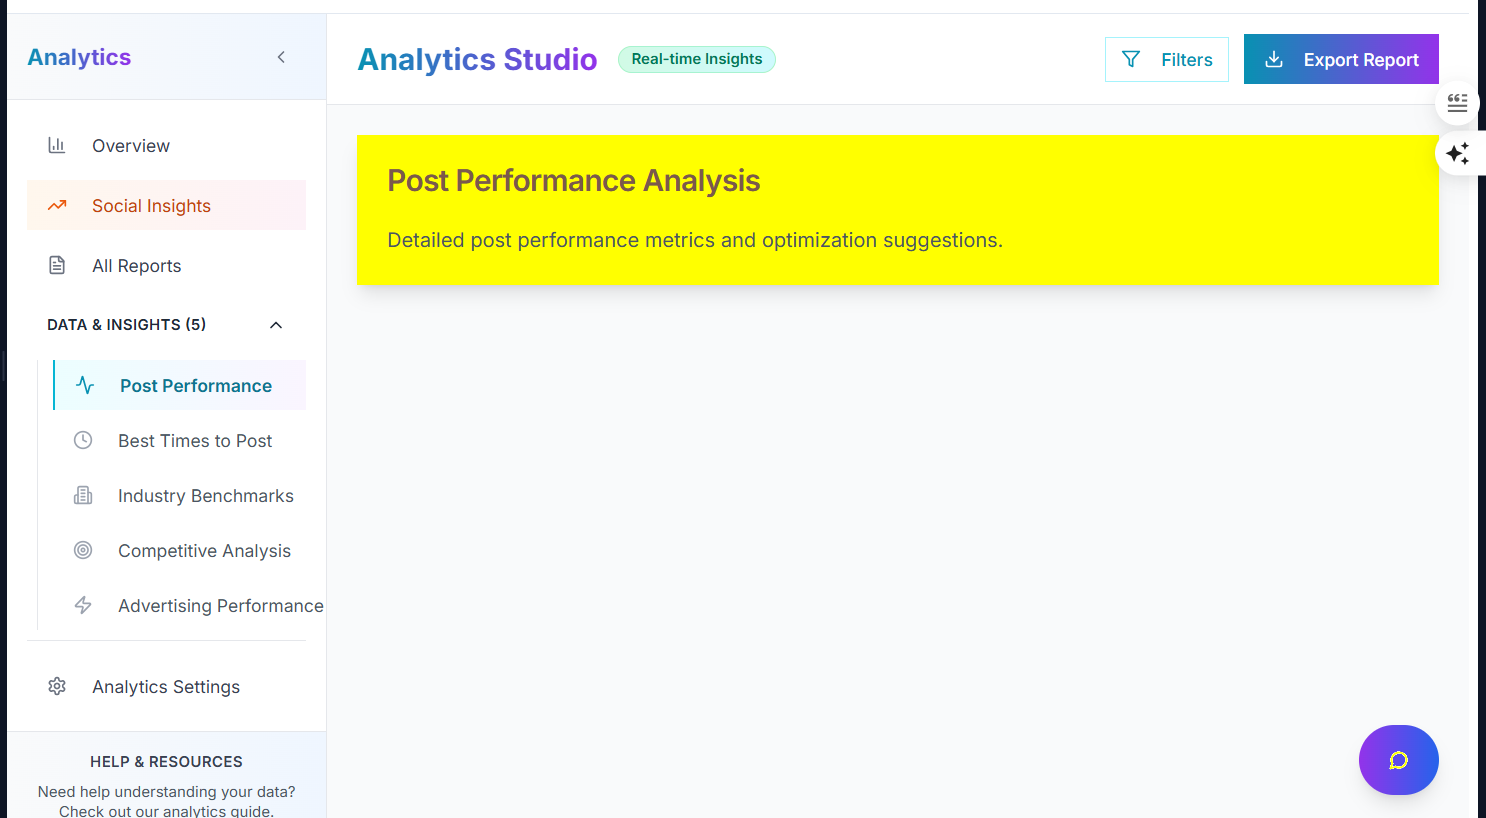 Analytics
Analytics Studio
Real-time Insights
Filters
Export Report
Overview
Social Insights
All Reports
DATA & INSIGHTS (5)
Post Performance
Best Times to Post
Industry Benchmarks
Competitive Analysis
Advertising Performance
Analytics Settings
HELP & RESOURCES
Need help understanding your data?
Check out our analytics guide.
Post Performance Analysis
Detailed post performance metrics and optimization suggestions.